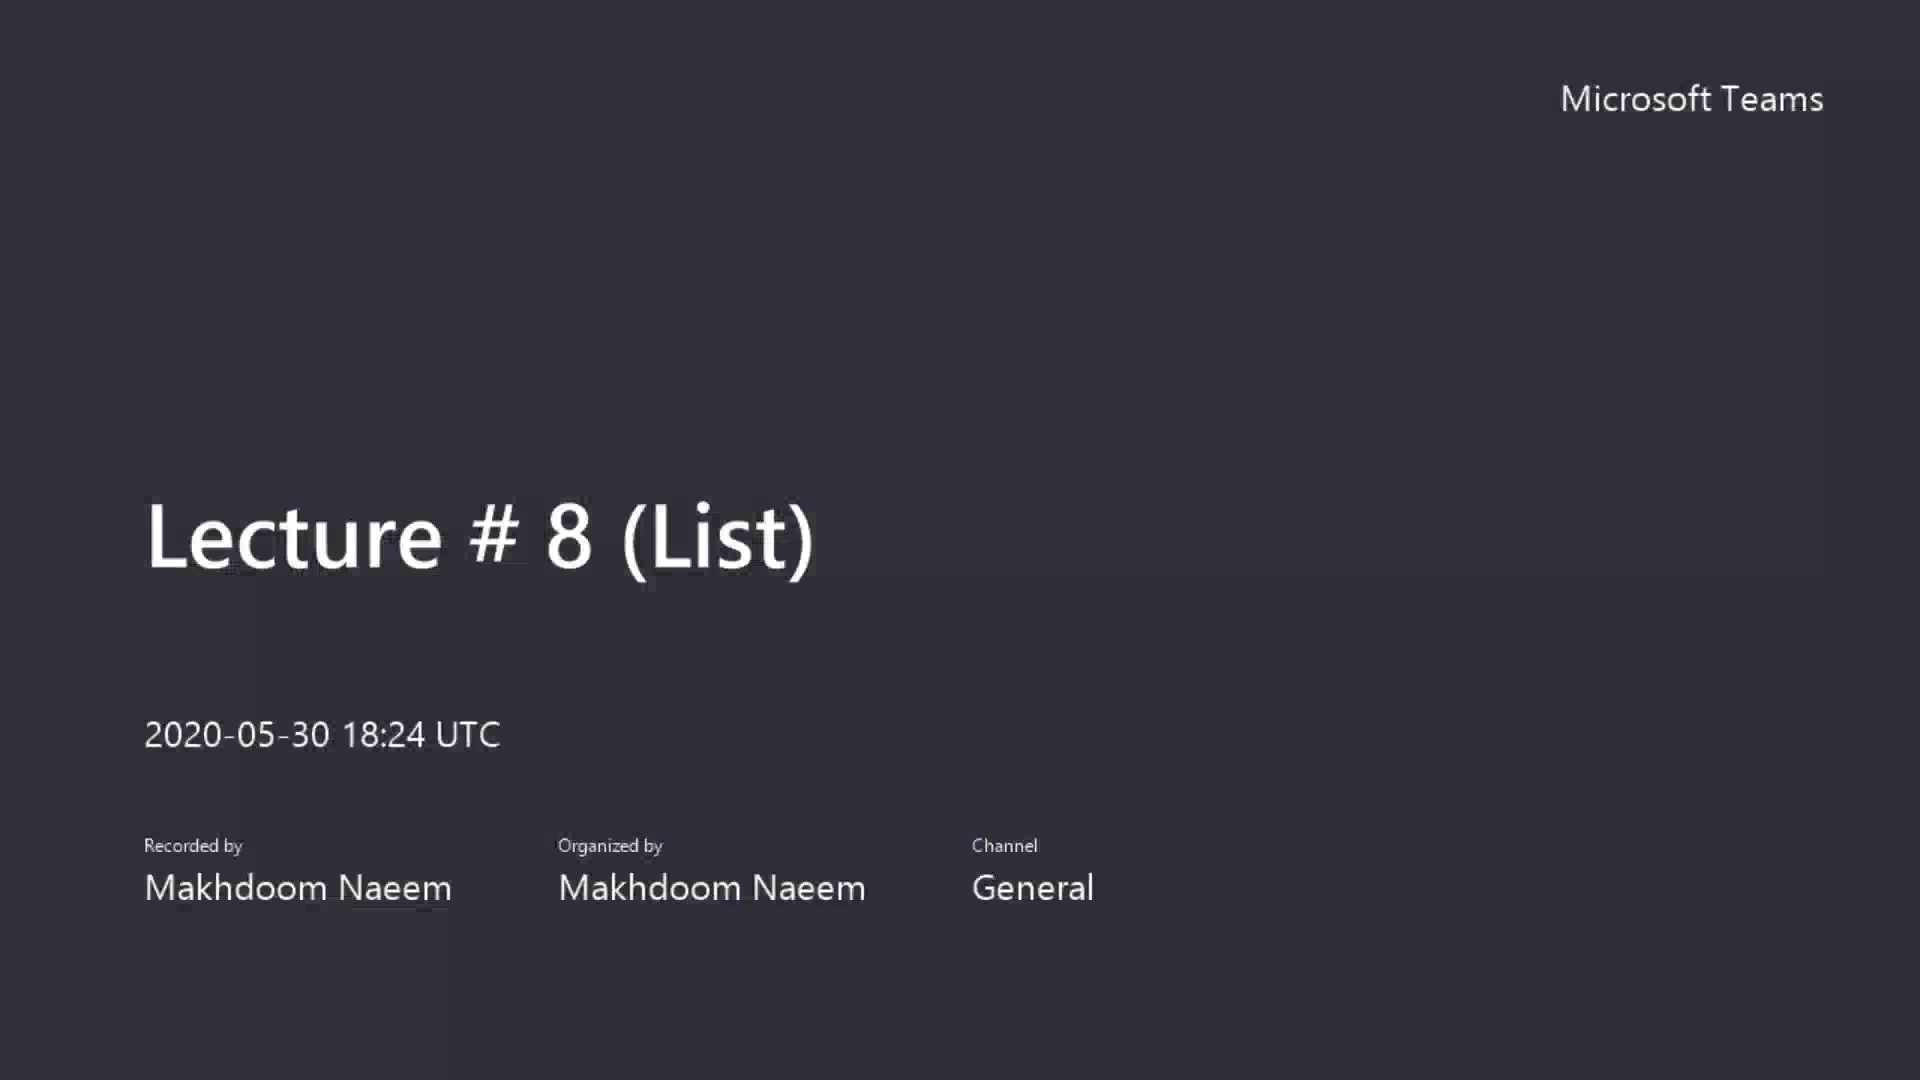 Microsoft Teams
Lecture # 8 (List)
2020-05-30 18:24 UTC
Recorded by
Makhdoom Naeem
Organized by
Makhdoom Naeem
Channel
General